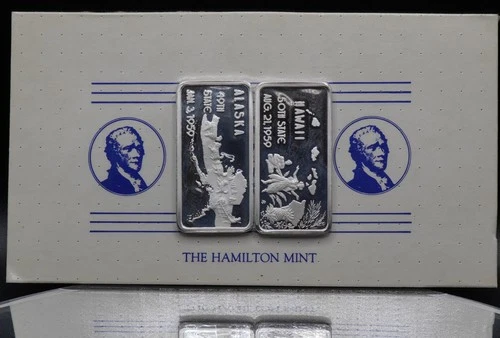 ALASKA
49TH
STATE
JAN. 3, 1959
HAWAII
50TH STATE
AUG. 21, 1959
THE HAMILTON MINT